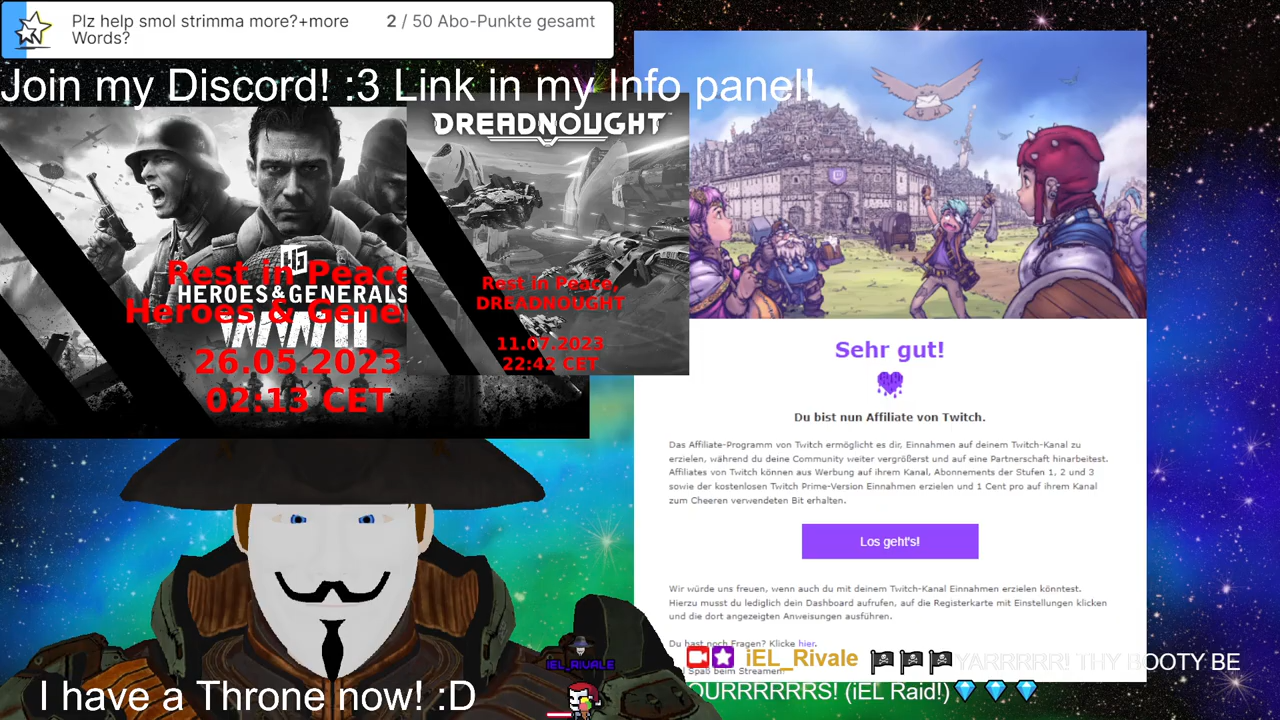 Plz help smol strimma more?+more
Words?
2 / 50 Abo-Punkte gesamt
Join my Discord! :3 Link in my Info panel!
DREADNOUGHT
HEROES&GENERALS
WWII
Rest in Peace
Heroes & Gener
26.05.2023
02:13 CET
Rest in Peace,
DREADNOUGHT
11.07.2023
22:42 CET
Sehr gut!
Du bist nun Affiliate von Twitch.
Das Affiliate-Programm von Twitch ermöglicht es dir, Einnahmen auf deinem Twitch-Kanal zu
erzielen, während du deine Community weiter vergrößerst und auf eine Partnerschaft hinarbeitest.
Affiliates von Twitch können aus Werbung auf ihrem Kanal, Abonnements der Stufen 1, 2 und 3
sowie der kostenlosen Twitch Prime-Version Einnahmen erzielen und 1 Cent pro auf ihrem Kanal
zum Cheeren verwendeten Bit erhalten.
Los geht's!
Wir würde uns freuen, wenn auch du mit deinem Twitch-Kanal Einnahmen erzielen könntest.
Hierzu musst du lediglich dein Dashboard aufrufen, auf die Registerkarte mit Einstellungen klicken
und die dort angezeigten Anweisungen ausführen.
Du hast noch Fragen? Klicke hier.
Spaß beim Streamen!
iEL_Rivale YARRRRR! THY BOOTY BE
OURRRRRRS! (iEL Raid!)
iEL_RIVALE
I have a Throne now! :D